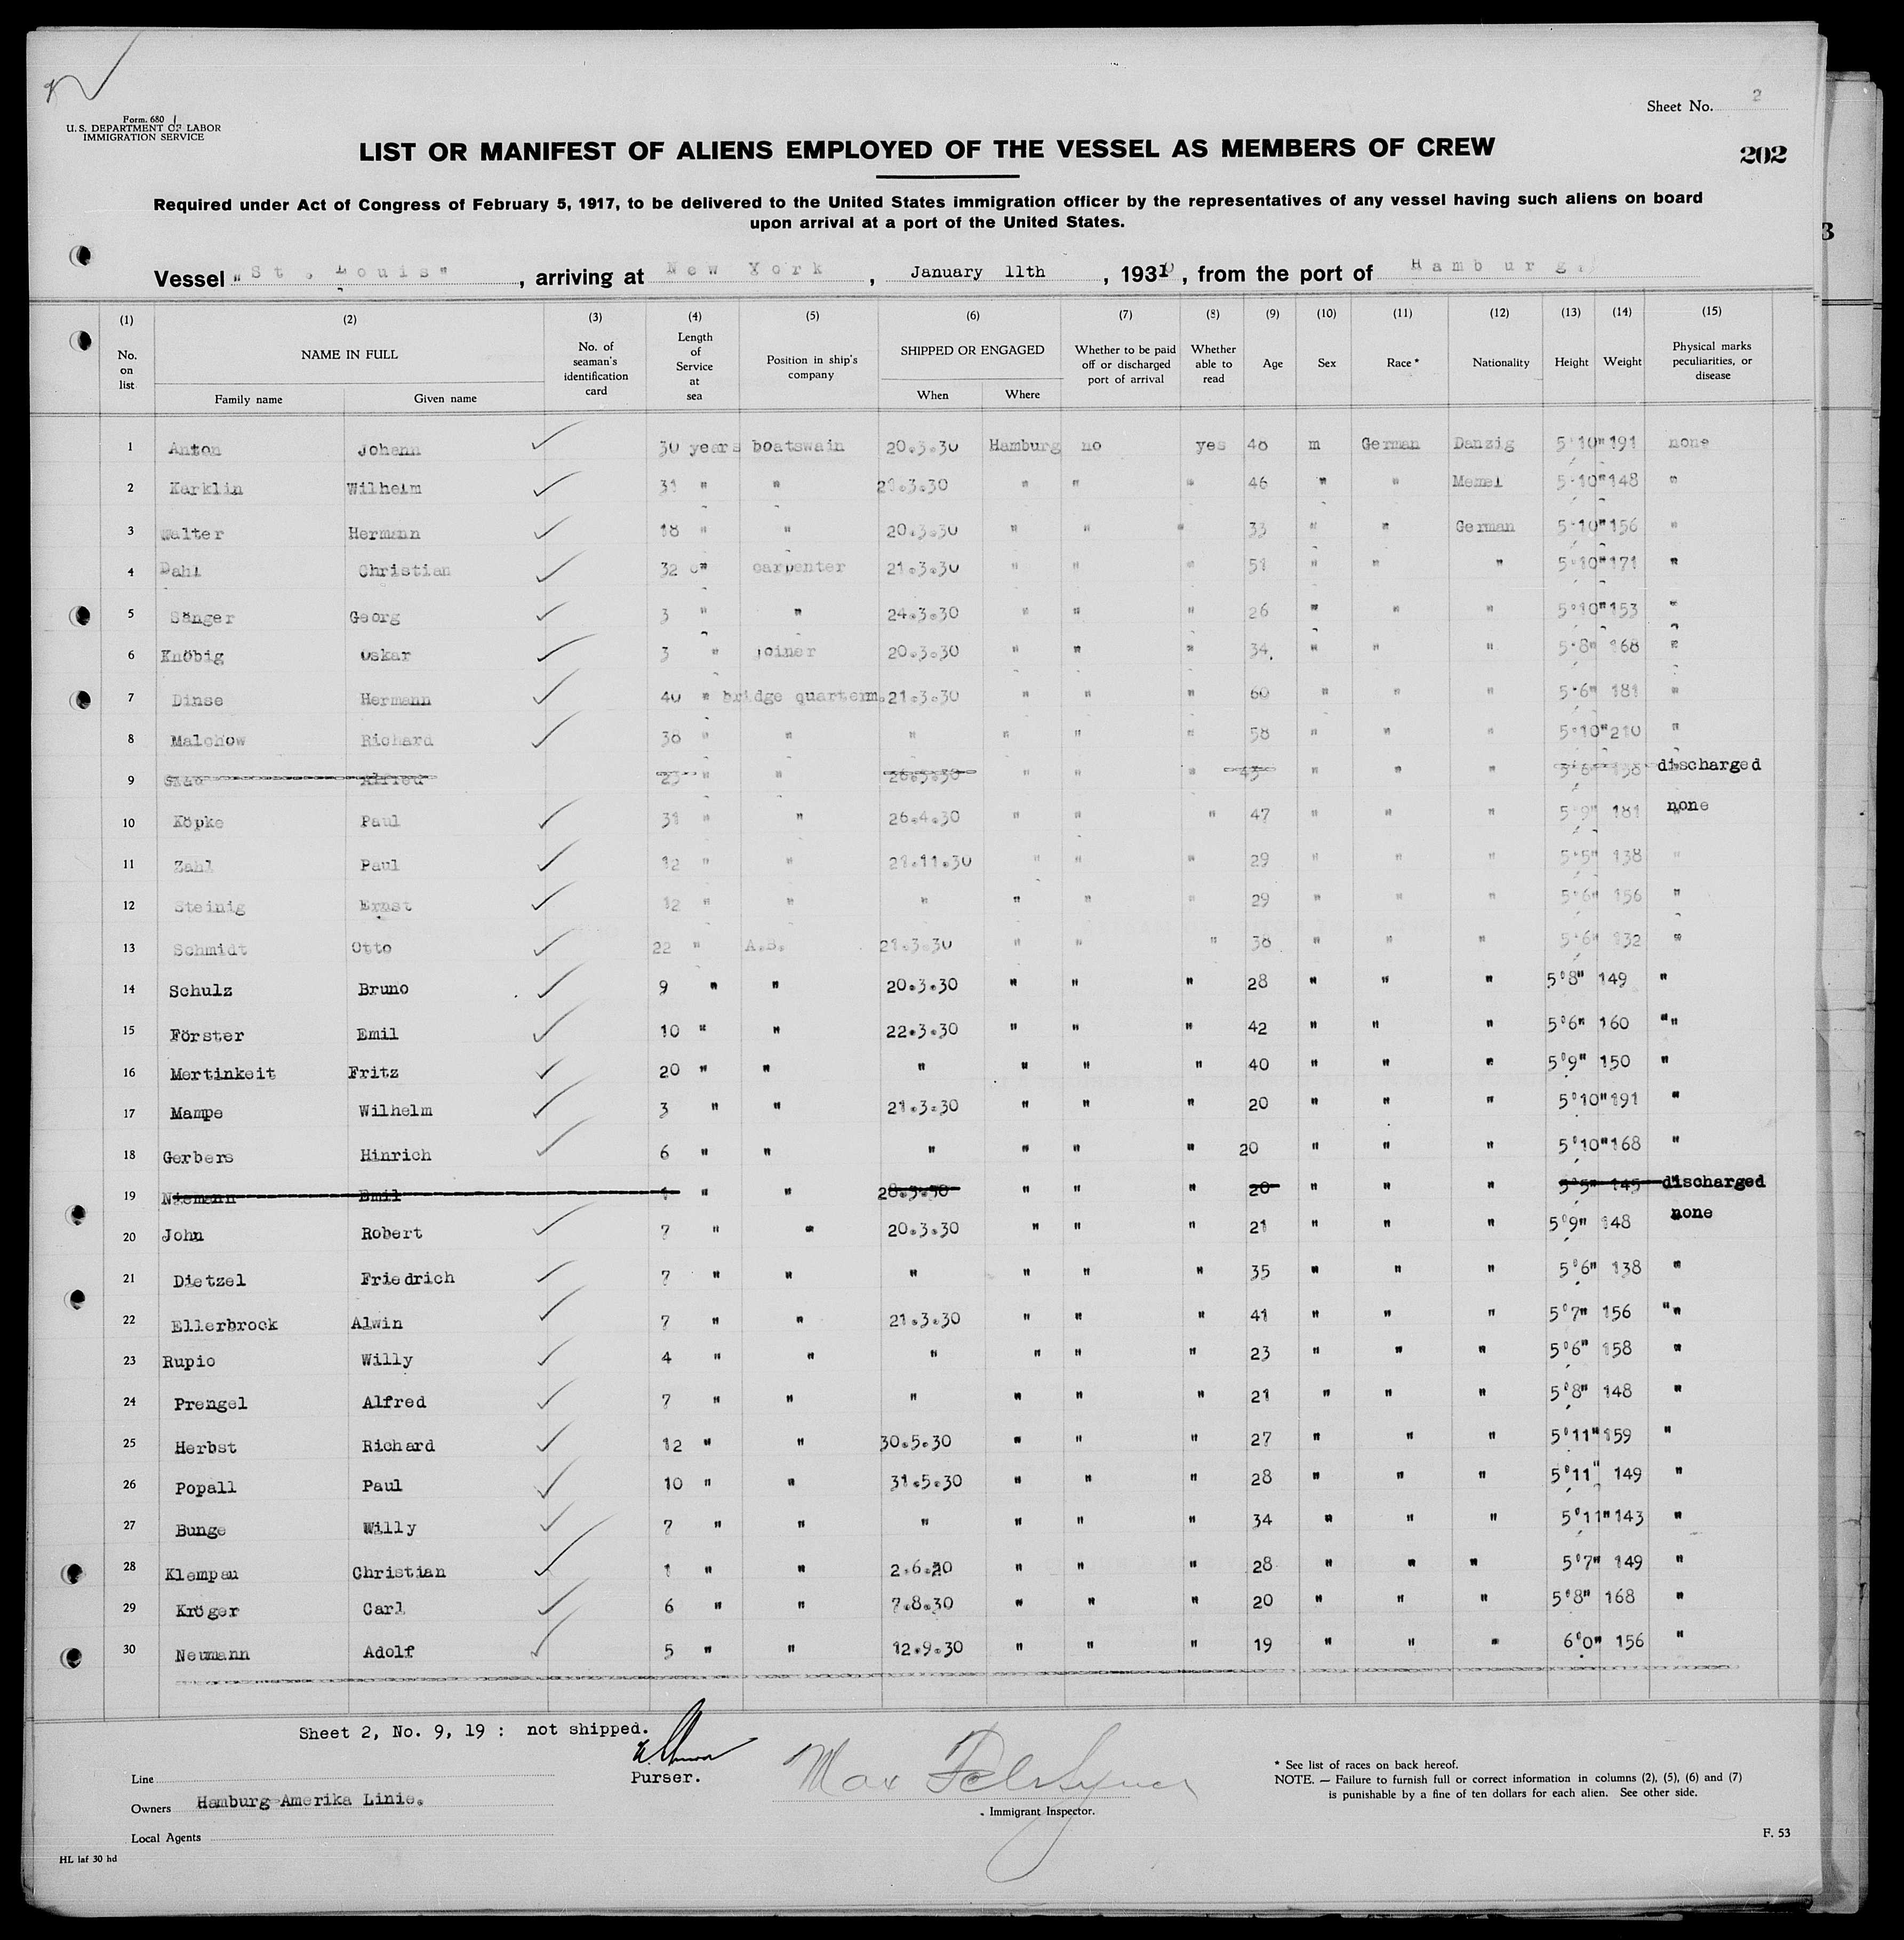 Form. 680
U. S. DEPARTMENT OF LABOR
IMMIGRATION SERVICE
Sheet No. 2
202
LIST OR MANIFEST OF ALIENS EMPLOYED OF THE VESSEL AS MEMBERS OF CREW
Required under Act of Congress of February 5, 1917, to be delivered to the United States immigration officer by the representatives of any vessel having such aliens on board
upon arrival at a port of the United States.
Vessel "St. Louis", arriving at New York, January 11th, 1931, from the port of Hamburg.
(1) (2) (3) (4) (5) (6) (7) (8) (9) (10) (11) (12) (13) (14) (15)
No. on list NAME IN FULL No. of seaman's identification card Length of Service at sea Position in ship's company SHIPPED OR ENGAGED Whether to be paid off or discharged port of arrival Whether able to read Age Sex Race* Nationality Height Weight Physical marks peculiarities, or disease
Family name Given name When Where
1 Anton Johann 30 years boatswain 20.3.30 Hamburg no yes 48 m German Danzig 5'10" 191 none
2 Karklin Wilhelm 31 " " 21.3.30 " " " 46 " " Memel 5'10" 148 "
3 Walter Hermann 18 " " 20.3.30 " " " 33 " " German 5'10" 156 "
4 Dahl Christian 32 " carpenter 21.3.30 " " " 51 " " " 5'10" 171 "
5 Sänger Georg 3 " " 24.3.30 " " " 26 " " " 5'10" 153 "
6 Knöbig Oskar 3 " joiner 20.3.30 " " " 34 " " " 5'8" 168 "
7 Dinse Hermann 40 " bridge quarterm. 21.3.30 " " " 60 " " " 5'6" 181 "
8 Malchow Richard 38 " " " " " " 58 " " " 5'10" 210 "
9 Alfred " " " " " " " " discharged
10 Köpke Paul 31 " " 26.4.30 " " " 47 " " " 5'9" 181 none
11 Zahl Paul 12 " " 21.11.30 " " " 29 " " " 5'5" 138 "
12 Steinig Ernst 12 " " " " " " 29 " " " 5'6" 156 "
13 Schmidt Otto 22 " A.B. 21.3.30 " " " 38 " " " 5'6" 132 "
14 Schulz Bruno 9 " " 20.3.30 " " " 28 " " " 5'8" 149 "
15 Förster Emil 10 " " 22.3.30 " " " 42 " " " 5'6" 160 ""
16 Mertinkeit Fritz 20 " " " " " " 40 " " " 5'9" 150 "
17 Mampe Wilhelm 3 " " 21.3.30 " " " 20 " " " 5'10" 191 "
18 Gerbers Hinrich 6 " " " " " " 20 " " " 5'10" 168 "
19 Niemann Emil 1 " " 28.3.30 " " " 20 " " " 5'5" 145 discharged
20 John Robert 7 " " 20.3.30 " " " 21 " " " 5'9" 148 none
21 Dietzel Friedrich 7 " " " " " " 35 " " " 5'6" 138 "
22 Ellerbrock Alwin 7 " " 21.3.30 " " " 41 " " " 5'7" 156 ""
23 Rupio Willy 4 " " " " " " 23 " " " 5'6" 158 "
24 Prengel Alfred 7 " " " " " " 21 " " " 5'8" 148 "
25 Herbst Richard 12 " " 30.5.30 " " " 27 " " " 5'11" 159 "
26 Popall Paul 10 " " 31.5.30 " " " 28 " " " 5'11" 149 "
27 Bunge Willy 7 " " " " " " 34 " " " 5'11" 143 "
28 Klempau Christian 1 " " 2.6.30 " " " 28 " " " 5'7" 149 "
29 Kröger Carl 6 " " 7.8.30 " " " 20 " " " 5'8" 168 "
30 Neumann Adolf 5 " " 12.9.30 " " " 19 " " " 6'0" 156 "
Sheet 2, No. 9, 19 : not shipped.
Purser.
Max
Immigrant Inspector.
Line
Owners Hamburg-Amerika Linie.
Local Agents
* See list of races on back hereof.
NOTE. — Failure to furnish full or correct information in columns (2), (5), (6) and (7)
is punishable by a fine of ten dollars for each alien. See other side.
F. 53
HL laf 30 hd